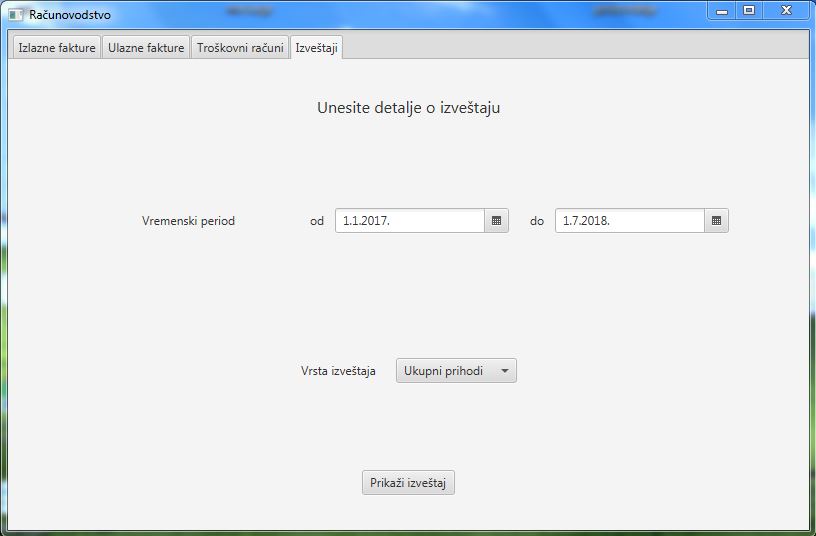 Računovodstvo
Izlazne fakture Ulazne fakture Troškovni računi Izveštaji
Unesite detalje o izveštaju
Vremenski period od 1.1.2017. do 1.7.2018.
Vrsta izveštaja Ukupni prihodi
Prikaži izveštaj